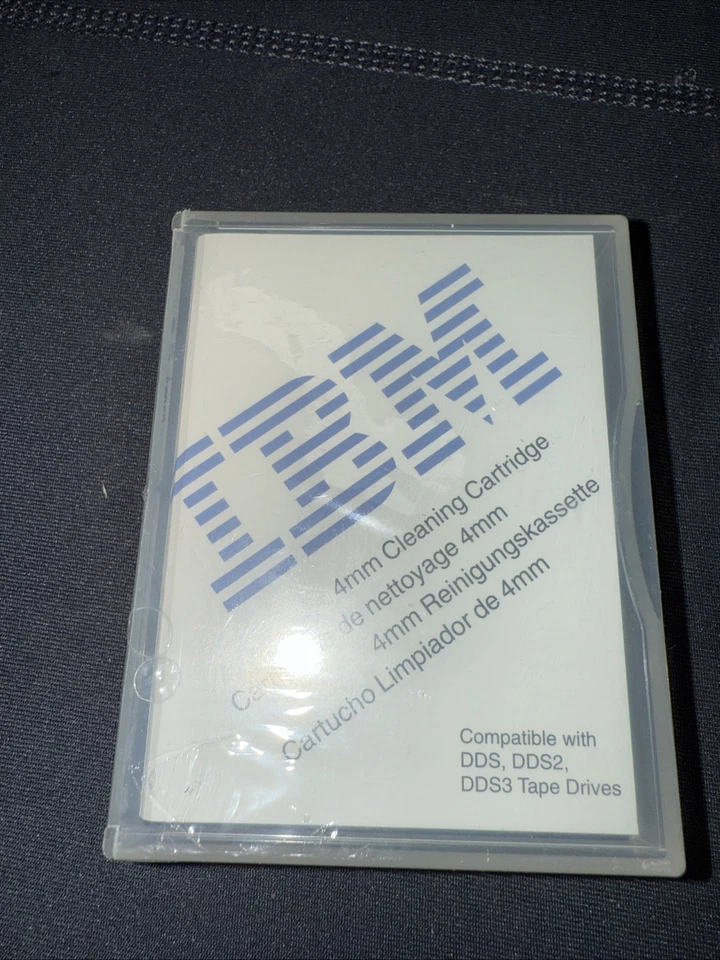 IBM
4mm Cleaning Cartridge
de nettoyage 4mm
4mm Reinigungskassette
Cartucho Limpiador de 4mm
Compatible with
DDS, DDS2,
DDS3 Tape Drives